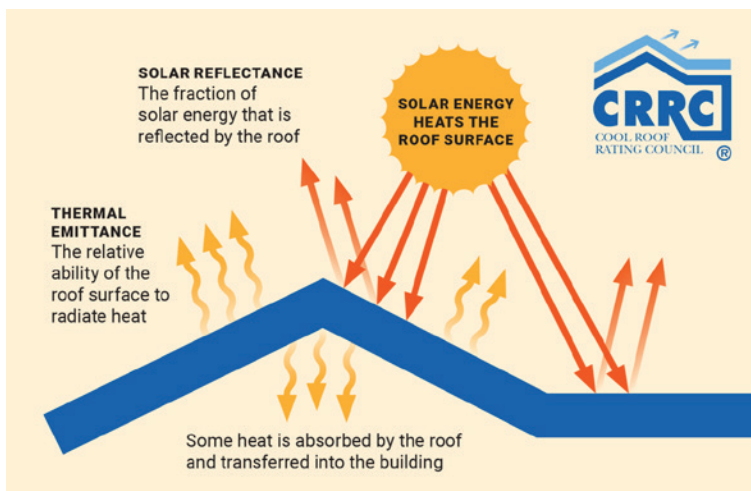 SOLAR REFLECTANCE
The fraction of
solar energy that is
reflected by the roof
SOLAR ENERGY
HEATS THE
ROOF SURFACE
CRRC
COOL ROOF
RATING COUNCIL ®
THERMAL
EMITTANCE
The relative
ability of the
roof surface to
radiate heat
Some heat is absorbed by the roof
and transferred into the building